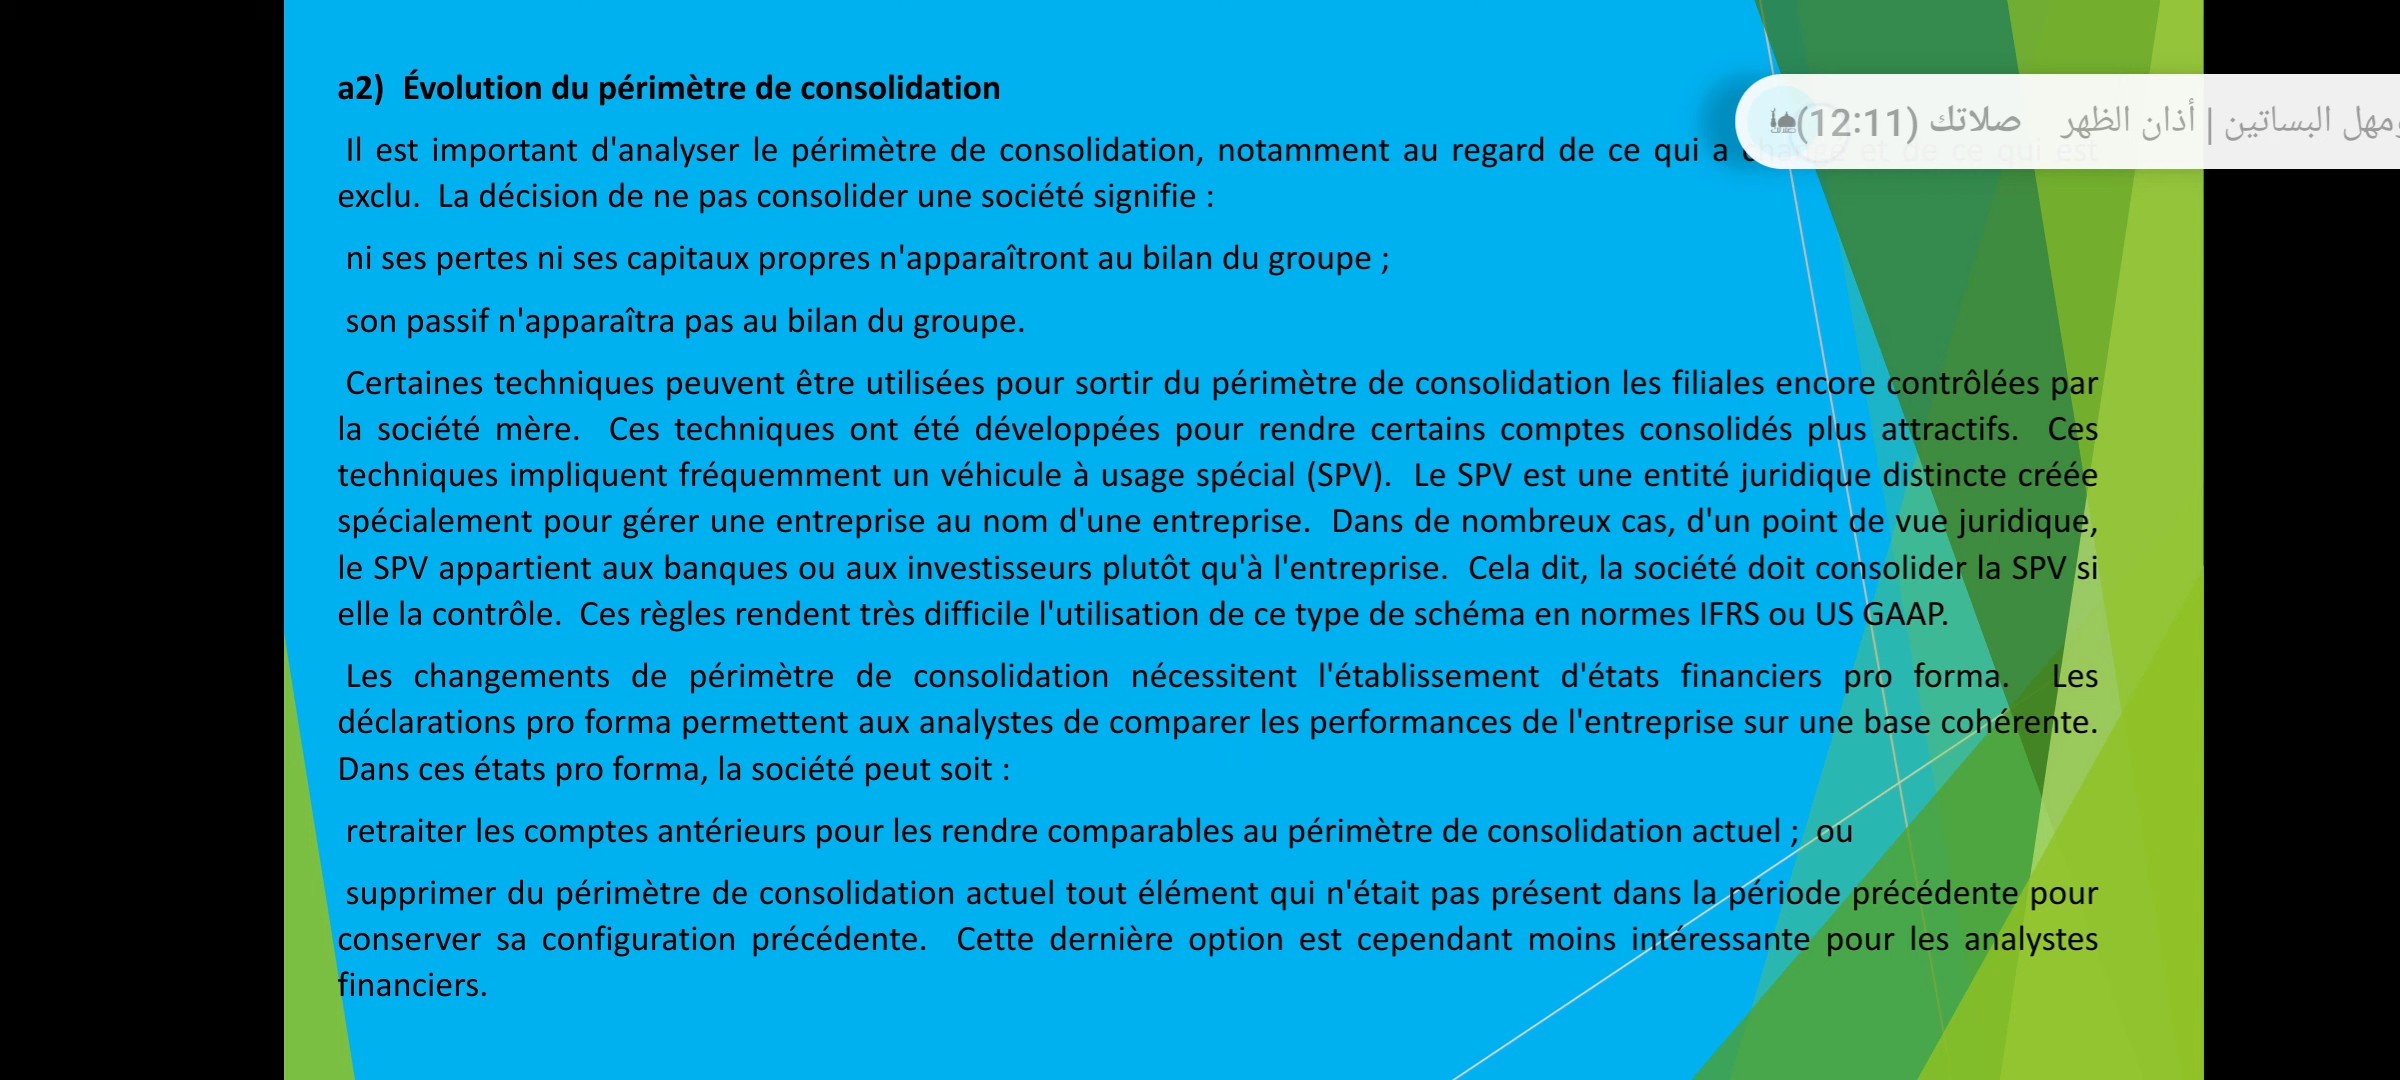 a2) Évolution du périmètre de consolidation
صلاتك (12:11)
ومهل البساتين | أذان الظهر
Il est important d'analyser le périmètre de consolidation, notamment au regard de ce qui a changé et de ce qui est
exclu. La décision de ne pas consolider une société signifie :
ni ses pertes ni ses capitaux propres n'apparaîtront au bilan du groupe ;
son passif n'apparaîtra pas au bilan du groupe.
Certaines techniques peuvent être utilisées pour sortir du périmètre de consolidation les filiales encore contrôlées par
la société mère. Ces techniques ont été développées pour rendre certains comptes consolidés plus attractifs. Ces
techniques impliquent fréquemment un véhicule à usage spécial (SPV). Le SPV est une entité juridique distincte créée
spécialement pour gérer une entreprise au nom d'une entreprise. Dans de nombreux cas, d'un point de vue juridique,
le SPV appartient aux banques ou aux investisseurs plutôt qu'à l'entreprise. Cela dit, la société doit consolider la SPV si
elle la contrôle. Ces règles rendent très difficile l'utilisation de ce type de schéma en normes IFRS ou US GAAP.
Les changements de périmètre de consolidation nécessitent l'établissement d'états financiers pro forma. Les
déclarations pro forma permettent aux analystes de comparer les performances de l'entreprise sur une base cohérente.
Dans ces états pro forma, la société peut soit :
retraiter les comptes antérieurs pour les rendre comparables au périmètre de consolidation actuel ; ou
supprimer du périmètre de consolidation actuel tout élément qui n'était pas présent dans la période précédente pour
conserver sa configuration précédente. Cette dernière option est cependant moins intéressante pour les analystes
financiers.